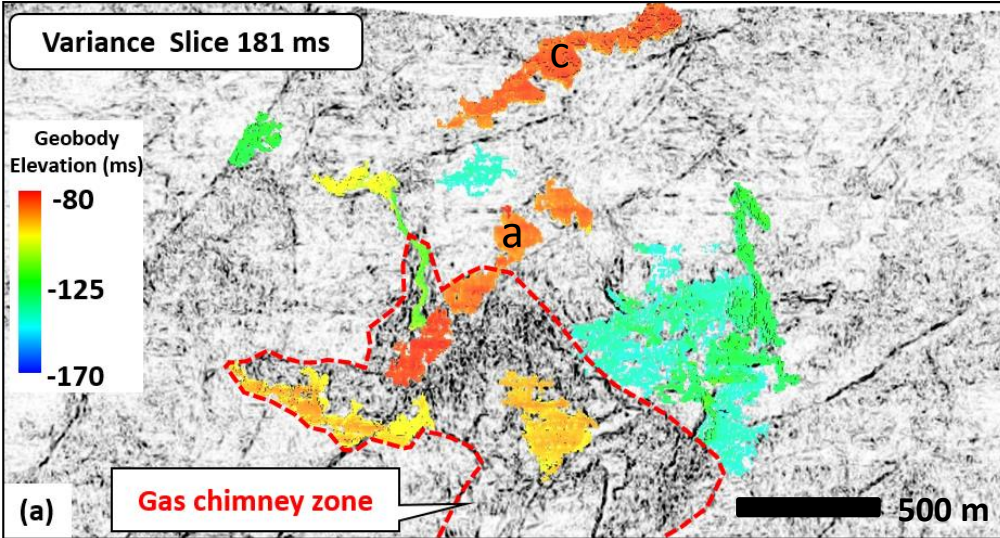 Variance Slice 181 ms
c
Geobody
Elevation (ms)
-80
-125
-170
a
Gas chimney zone
(a)
500 m